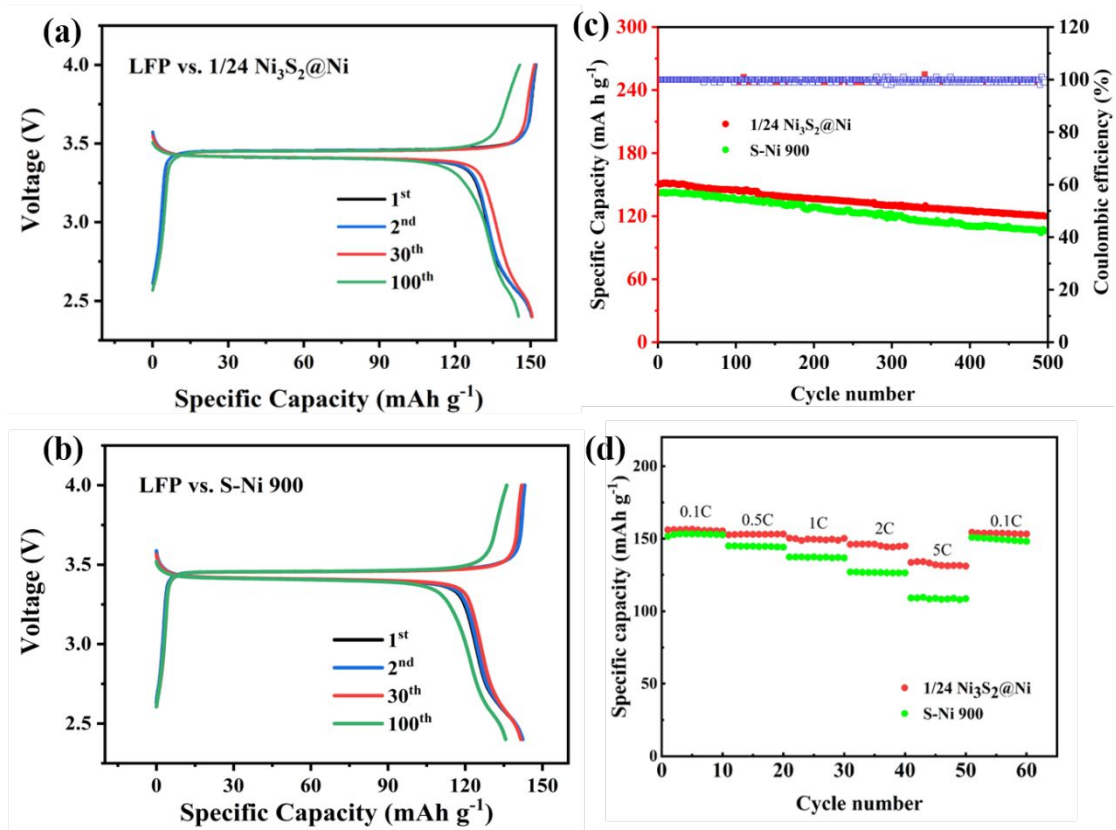 (a)
LFP vs. 1/24 Ni₃S₂@Ni
4.0
3.5
3.0
2.5
Voltage (V)
1ˢᵗ
2ⁿᵈ
30ᵗʰ
100ᵗʰ
0 30 60 90 120 150
Specific Capacity (mAh g⁻¹)
(c)
300
240
180
120
60
0
Specific Capacity (mA h g⁻¹)
1/24 Ni₃S₂@Ni
S-Ni 900
120
100
80
60
40
20
0
Coulombic efficiency (%)
0 100 200 300 400 500
Cycle number
(b)
LFP vs. S-Ni 900
4.0
3.5
3.0
2.5
Voltage (V)
1ˢᵗ
2ⁿᵈ
30ᵗʰ
100ᵗʰ
0 30 60 90 120 150
Specific Capacity (mAh g⁻¹)
(d)
200
150
100
50
0
Specific capacity (mAh g⁻¹)
0.1C 0.5C 1C 2C 5C 0.1C
1/24 Ni₃S₂@Ni
S-Ni 900
0 10 20 30 40 50 60
Cycle number